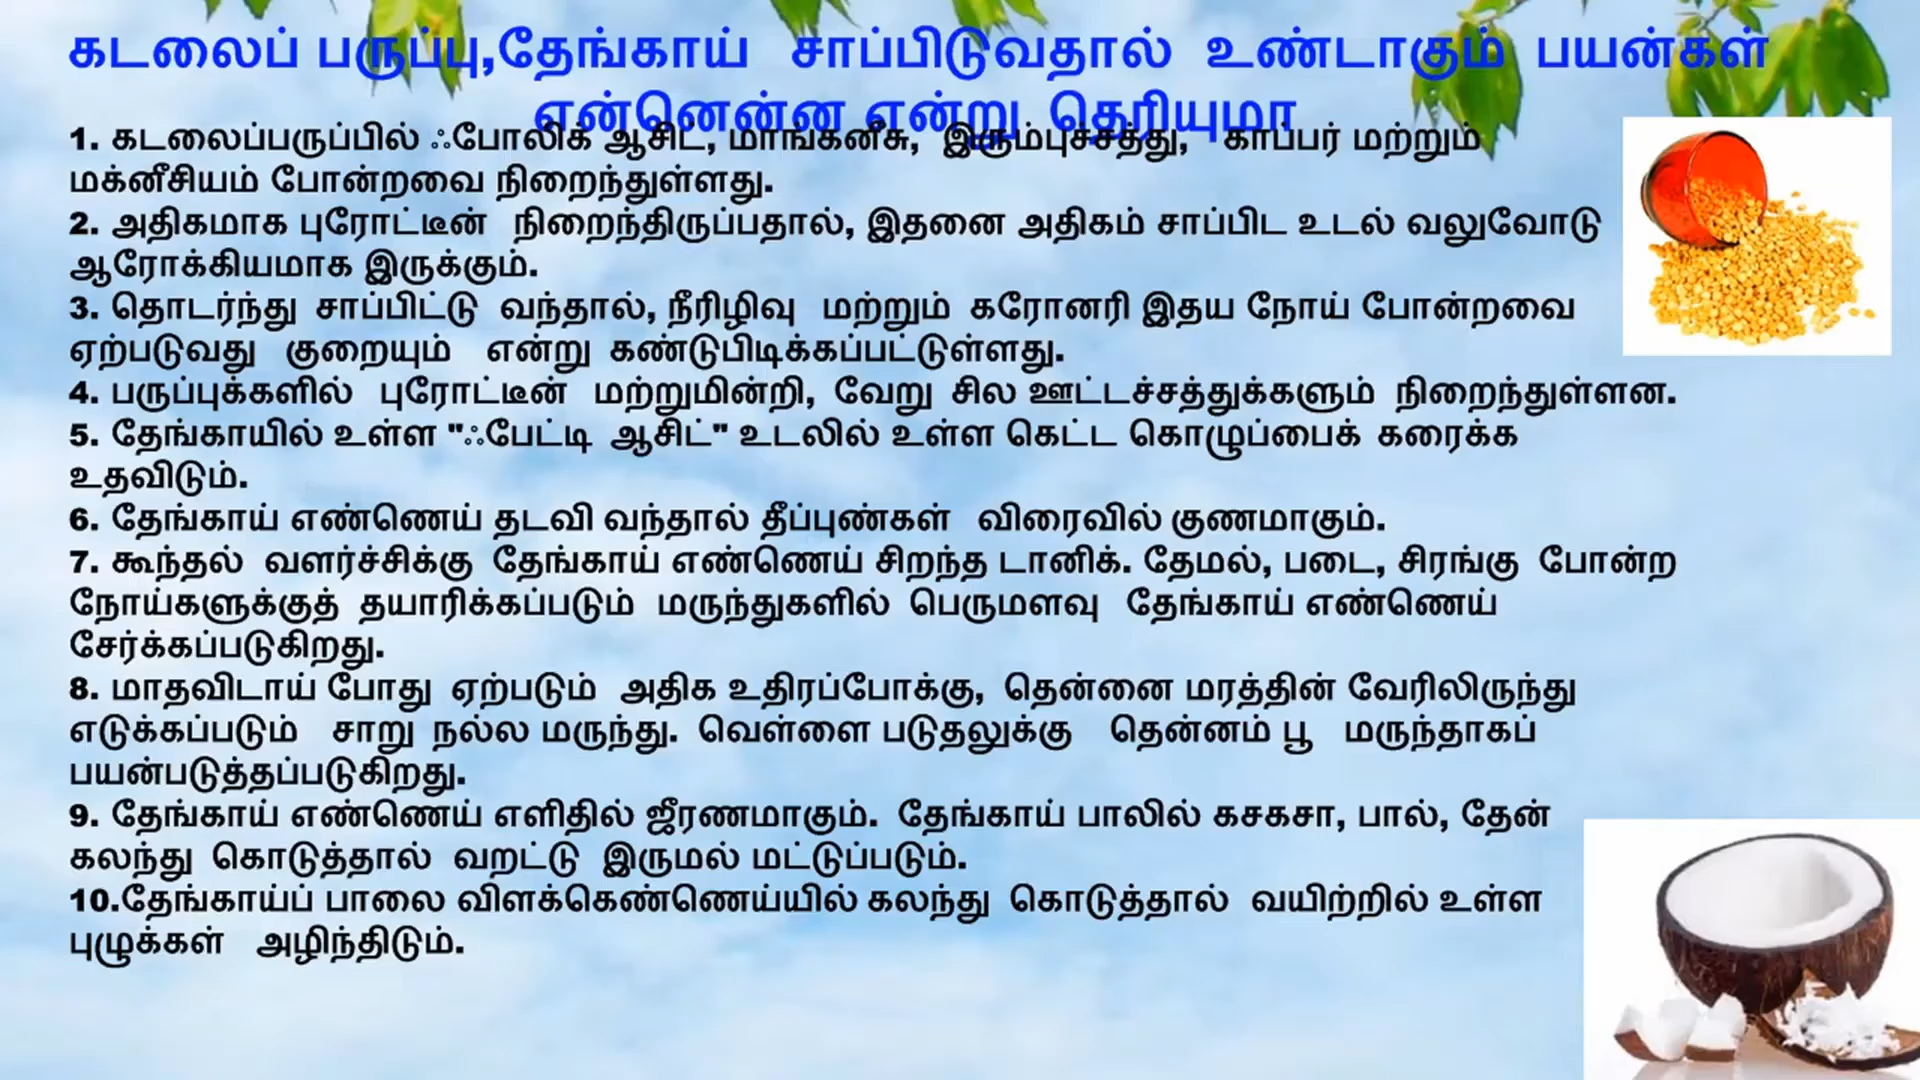 கடலைப் பருப்பு,தேங்காய் சாப்பிடுவதால் உண்டாகும் பயன்கள்
என்னென்ன என்று தெரியுமா
1. கடலைப்பருப்பில் ஃபோலிக் ஆசிட், மாங்கனீசு, இரும்புச்சத்து, காப்பர் மற்றும்
மக்னீசியம் போன்றவை நிறைந்துள்ளது.
2. அதிகமாக புரோட்டீன் நிறைந்திருப்பதால், இதனை அதிகம் சாப்பிட உடல் வலுவோடு
ஆரோக்கியமாக இருக்கும்.
3. தொடர்ந்து சாப்பிட்டு வந்தால், நீரிழிவு மற்றும் கரோனரி இதய நோய் போன்றவை
ஏற்படுவது குறையும் என்று கண்டுபிடிக்கப்பட்டுள்ளது.
4. பருப்புக்களில் புரோட்டீன் மற்றுமின்றி, வேறு சில ஊட்டச்சத்துக்களும் நிறைந்துள்ளன.
5. தேங்காயில் உள்ள "ஃபேட்டி ஆசிட்" உடலில் உள்ள கெட்ட கொழுப்பைக் கரைக்க
உதவிடும்.
6. தேங்காய் எண்ணெய் தடவி வந்தால் தீப்புண்கள் விரைவில் குணமாகும்.
7. கூந்தல் வளர்ச்சிக்கு தேங்காய் எண்ணெய் சிறந்த டானிக். தேமல், படை, சிரங்கு போன்ற
நோய்களுக்குத் தயாரிக்கப்படும் மருந்துகளில் பெருமளவு தேங்காய் எண்ணெய்
சேர்க்கப்படுகிறது.
8. மாதவிடாய் போது ஏற்படும் அதிக உதிரப்போக்கு, தென்னை மரத்தின் வேரிலிருந்து
எடுக்கப்படும் சாறு நல்ல மருந்து. வெள்ளை படுதலுக்கு தென்னம் பூ மருந்தாகப்
பயன்படுத்தப்படுகிறது.
9. தேங்காய் எண்ணெய் எளிதில் ஜீரணமாகும். தேங்காய் பாலில் கசகசா, பால், தேன்
கலந்து கொடுத்தால் வறட்டு இருமல் மட்டுப்படும்.
10.தேங்காய்ப் பாலை விளக்கெண்ணெய்யில் கலந்து கொடுத்தால் வயிற்றில் உள்ள
புழுக்கள் அழிந்திடும்.